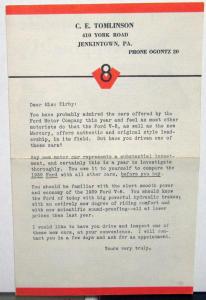 C. E. TOMLINSON
410 YORK ROAD
JENKINTOWN, PA.
PHONE OGONTZ 20
8
Dear Miss Kirby:
You have probably admired the cars offered by the
Ford Motor Company this year and feel as most other
motorists do that the Ford V-8, as well as the new
Mercury, offers authentic and original style lead-
ership, in its field. But have you driven one of
these cars?
Any new motor car represents a substantial invest-
ment, and certainly this is a year to investigate
thoroughly. You owe it to yourself to compare the
1939 Ford with all other cars, before you buy.
You should be familiar with the silent smooth power
and economy of the 1939 Ford V-8. You should know
the Ford of today with big powerful hydraulic brakes,
with an entirely new degree of riding comfort and
with new scientific sound-proofing-all at lower
prices than last year.
I would like to have you drive and inspect one of
these new cars, at your convenience. I will con-
tact you in a few days and ask for an appointment.
Yours very truly,